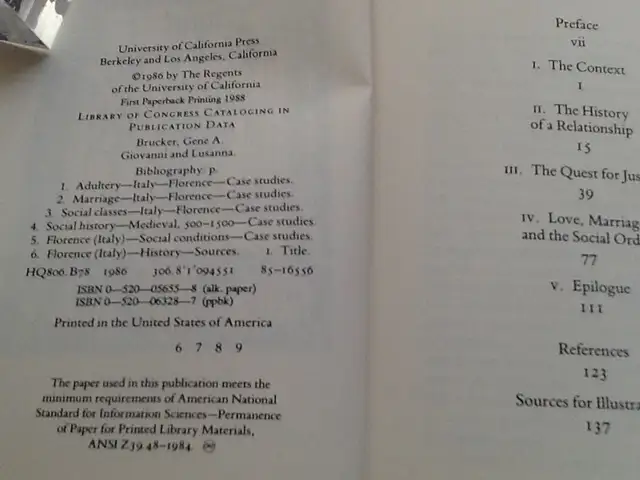 University of California Press
Berkeley and Los Angeles, California
©1986 by The Regents
of the University of California
First Paperback Printing 1988
Library of Congress Cataloging in
Publication Data
Brucker, Gene A.
Giovanni and Lusanna.
Bibliography: p.
1. Adultery—Italy—Florence—Case studies.
2. Marriage—Italy—Florence—Case studies.
3. Social classes—Italy—Florence—Case studies.
4. Social history—Medieval, 500–1500—Case studies.
5. Florence (Italy)—Social conditions—Case studies.
6. Florence (Italy)—History—Sources. I. Title.
HQ806.B78 1986 306.8'1'094551 85-16556
ISBN 0—520—05655—8 (alk. paper)
ISBN 0—520—06328—7 (ppbk)
Printed in the United States of America
6 7 8 9
The paper used in this publication meets the
minimum requirements of American National
Standard for Information Sciences—Permanence
of Paper for Printed Library Materials,
ANSI Z39.48–1984 ∞
Preface
vii
I. The Context
1
II. The History
of a Relationship
15
III. The Quest for Jus
39
IV. Love, Marriag
and the Social Ord
77
V. Epilogue
111
References
123
Sources for Illustra
137